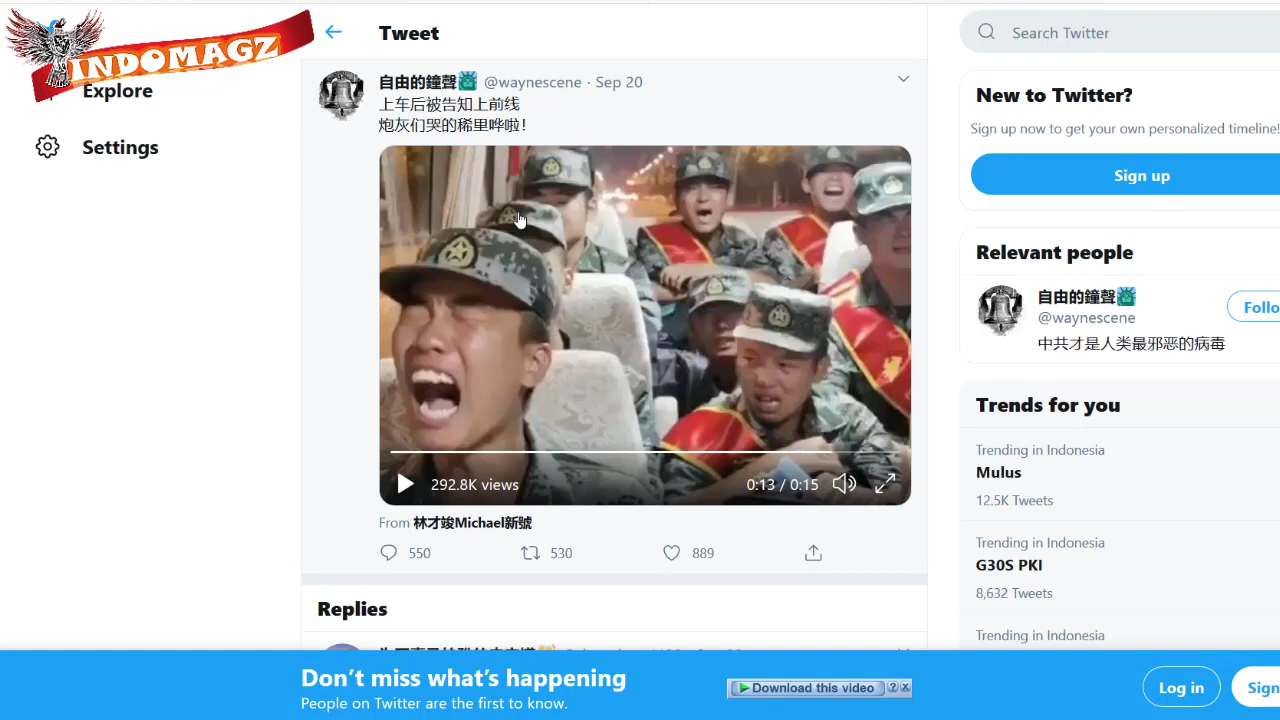 INDOMAGZ
Explore
Settings
Tweet
自由的鐘聲 @waynescene · Sep 20
上车后被告知上前线
炮灰们哭的稀里哗啦！
292.8K views
0:13 / 0:15
From 林才竣Michael新號
550
530
889
Replies
Search Twitter
New to Twitter?
Sign up now to get your own personalized timeline!
Sign up
Relevant people
自由的鐘聲
@waynescene
Follo
中共才是人类最邪恶的病毒
Trends for you
Trending in Indonesia
Mulus
12.5K Tweets
Trending in Indonesia
G30S PKI
8,632 Tweets
Trending in Indonesia
Don't miss what's happening
People on Twitter are the first to know.
Download this video
Log in
Sign